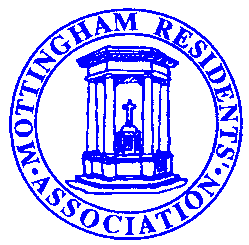 MOTTINGHAM RESIDENTS'
· ASSOCIATION ·